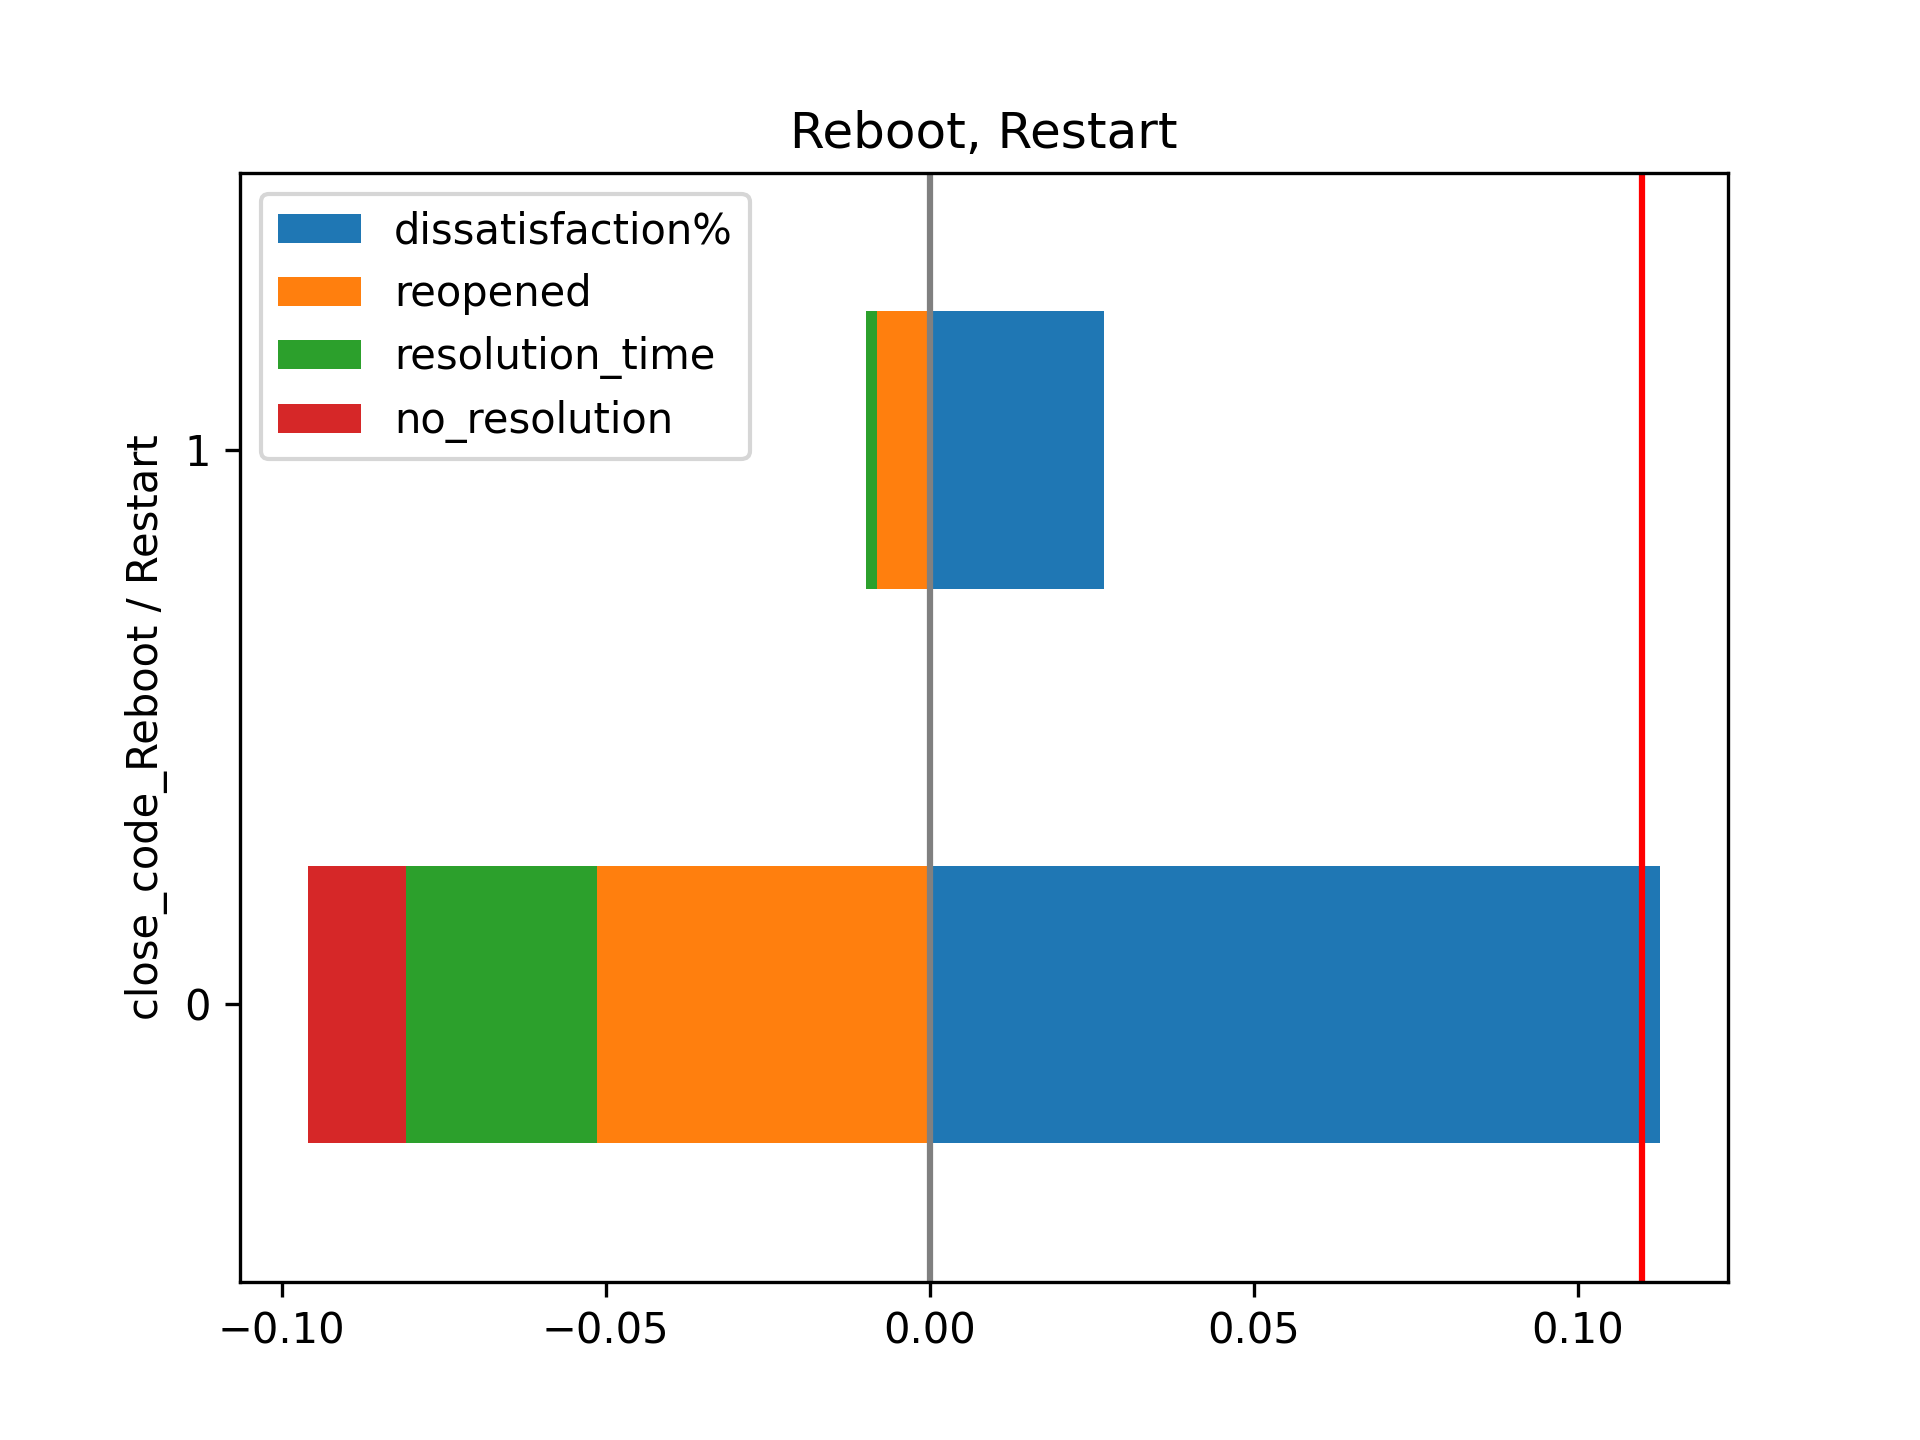 Reboot, Restart
dissatisfaction%
reopened
resolution_time
no_resolution
close_code_Reboot / Restart
1
0
−0.10
−0.05
0.00
0.05
0.10